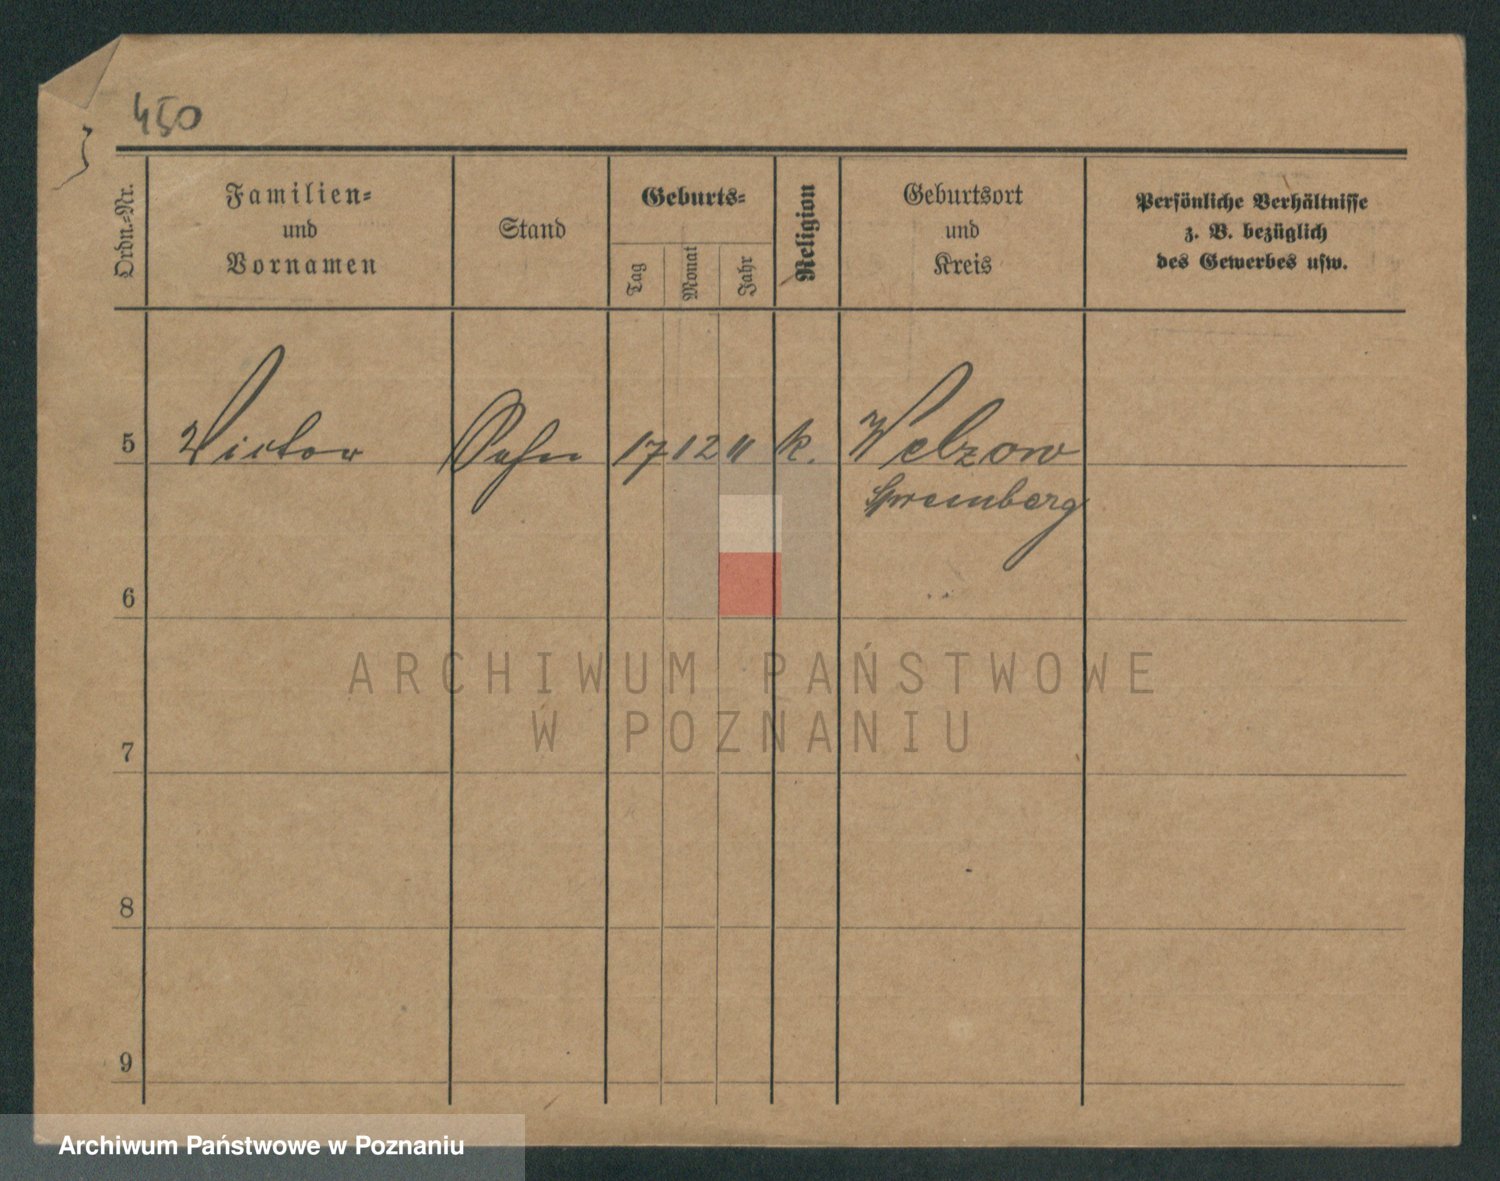 450
Ordn.-Nr.
Familien-
und
Vornamen
Stand
Geburts-
Tag
Monat
Jahr
Religion
Geburtsort
und
Kreis
Persönliche Verhältnisse
z. B. bezüglich
des Gewerbes usw.
5 Victor Sohn 17 12 11 k. Welzow
Spremberg
6
ARCHIWUM PAŃSTWOWE
W POZNANIU
7
8
9
Archiwum Państwowe w Poznaniu